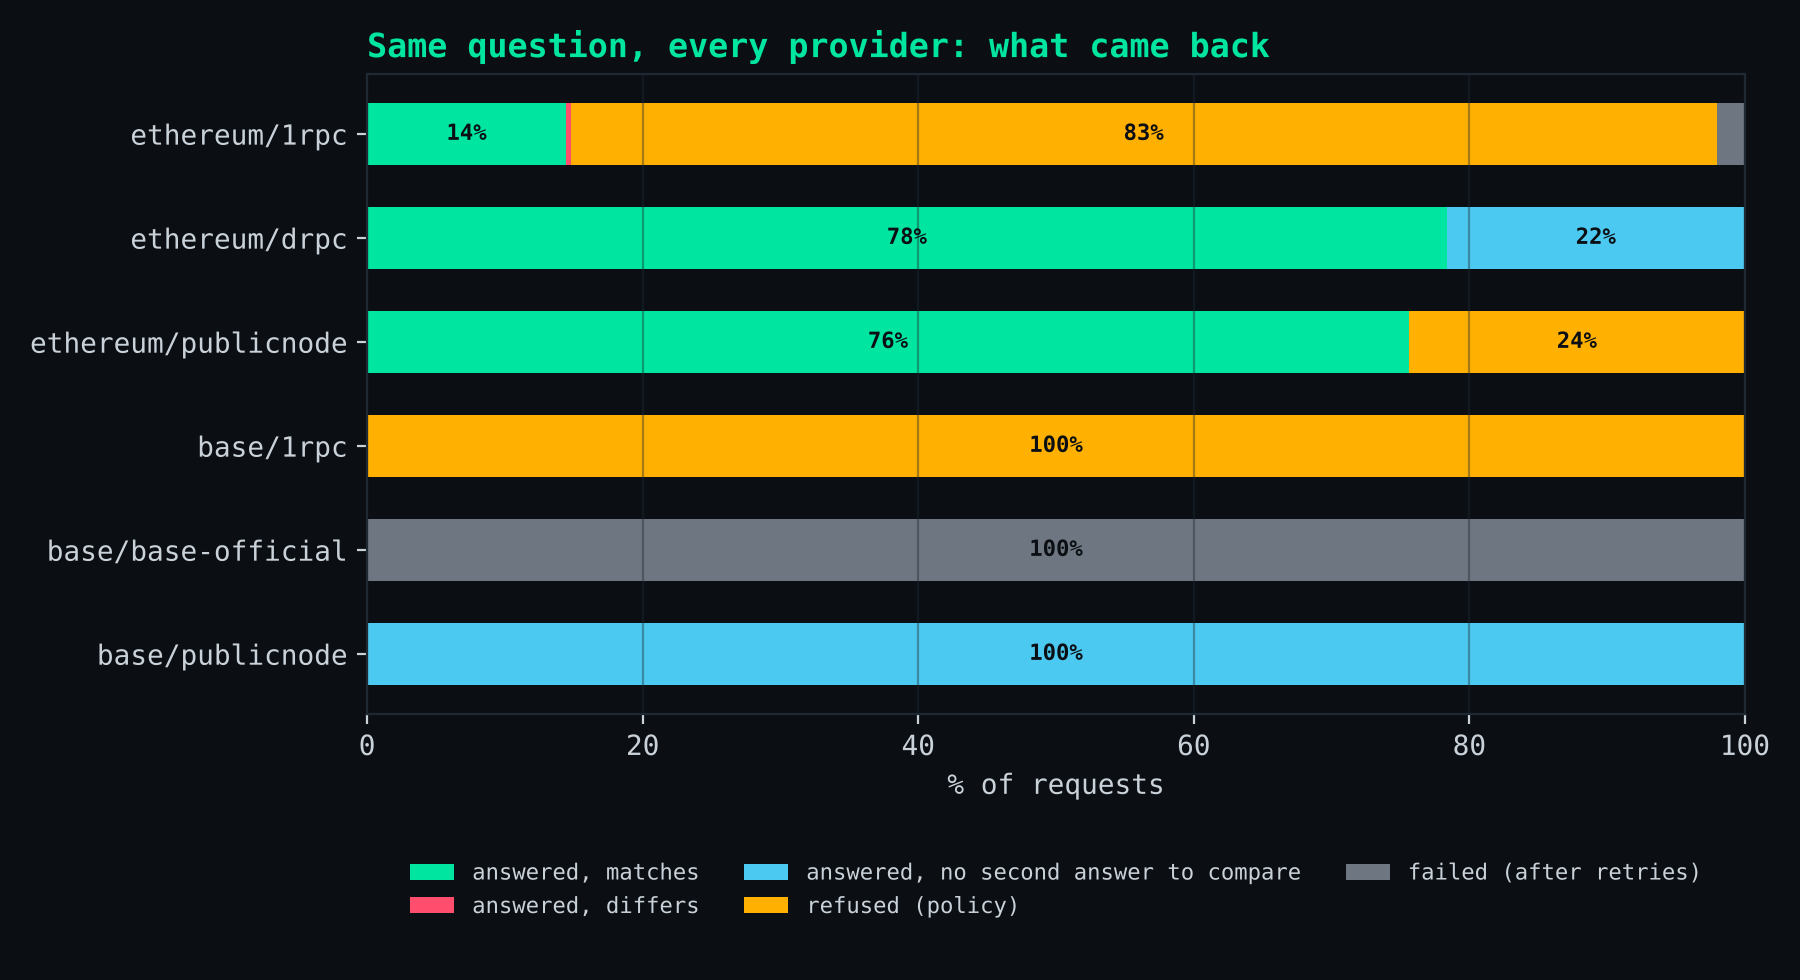 Same question, every provider: what came back
ethereum/1rpc
14%
83%
ethereum/drpc
78%
22%
ethereum/publicnode
76%
24%
base/1rpc
100%
base/base-official
100%
base/publicnode
100%
0 20 40 60 80 100
% of requests
answered, matches
answered, no second answer to compare
failed (after retries)
answered, differs
refused (policy)